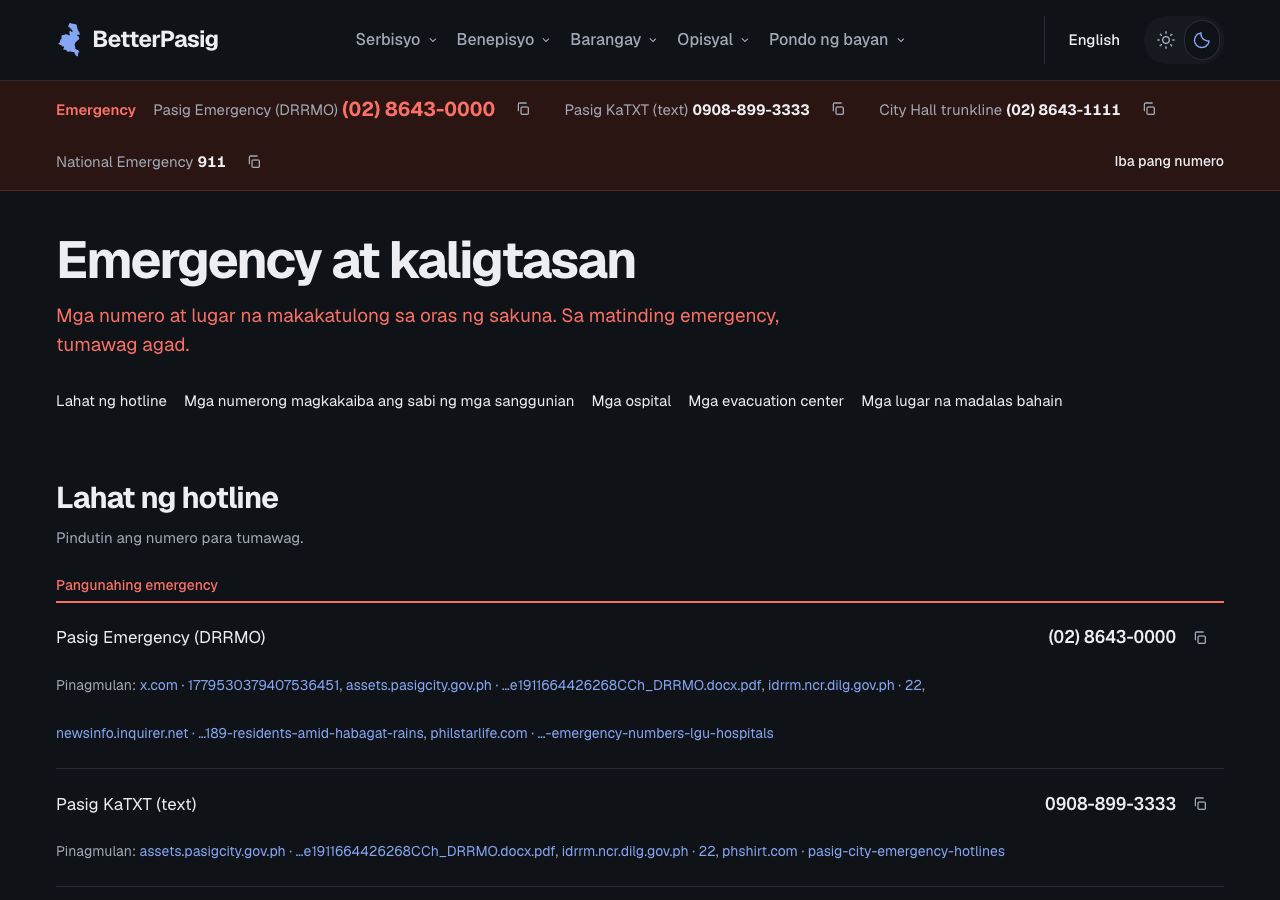 BetterPasig Serbisyo Benepisyo Barangay Opisyal Pondo ng bayan English
Emergency Pasig Emergency (DRRMO) (02) 8643-0000 Pasig KaTXT (text) 0908-899-3333 City Hall trunkline (02) 8643-1111
National Emergency 911 Iba pang numero
Emergency at kaligtasan
Mga numero at lugar na makakatulong sa oras ng sakuna. Sa matinding emergency,
tumawag agad.
Lahat ng hotline Mga numerong magkakaiba ang sabi ng mga sanggunian Mga ospital Mga evacuation center Mga lugar na madalas bahain
Lahat ng hotline
Pindutin ang numero para tumawag.
Pangunahing emergency
Pasig Emergency (DRRMO) (02) 8643-0000
Pinagmulan: x.com · 1779530379407536451, assets.pasigcity.gov.ph · …e1911664426268CCh_DRRMO.docx.pdf, idrrm.ncr.dilg.gov.ph · 22,
newsinfo.inquirer.net · …189-residents-amid-habagat-rains, philstarlife.com · …-emergency-numbers-lgu-hospitals
Pasig KaTXT (text) 0908-899-3333
Pinagmulan: assets.pasigcity.gov.ph · …e1911664426268CCh_DRRMO.docx.pdf, idrrm.ncr.dilg.gov.ph · 22, phshirt.com · pasig-city-emergency-hotlines